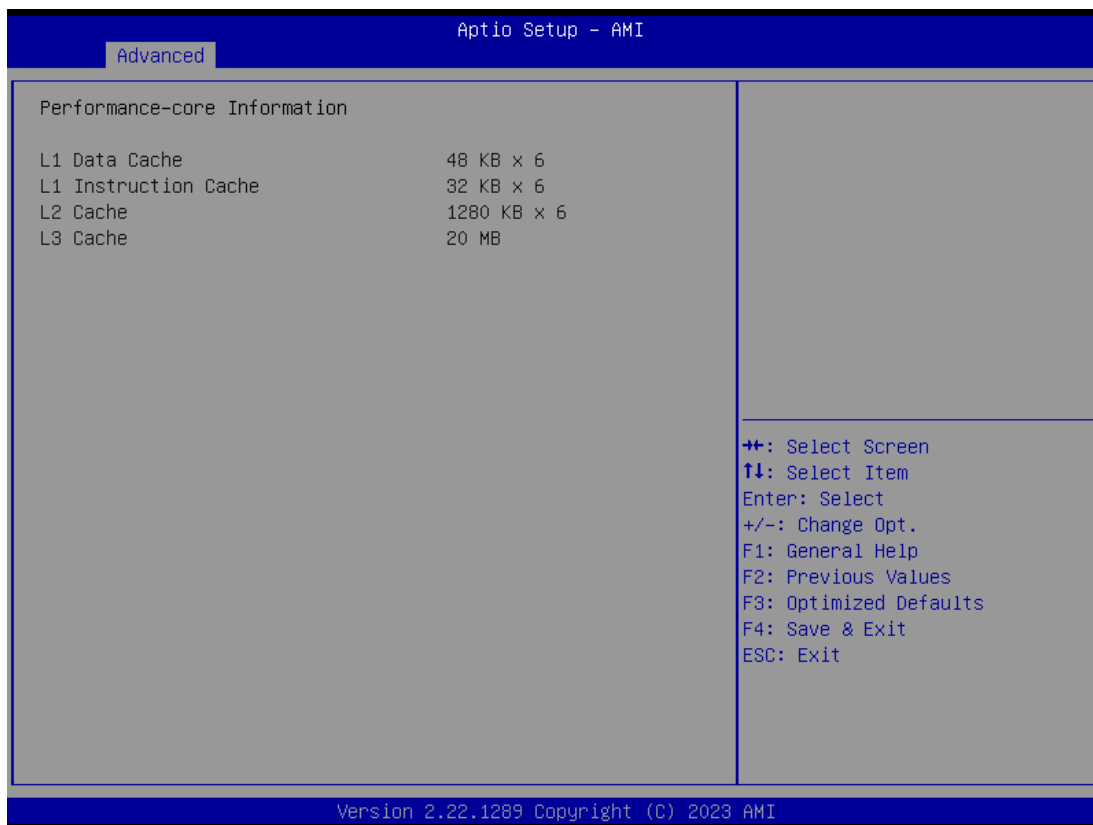 Aptio Setup – AMI
Advanced
Performance-core Information
L1 Data Cache 48 KB x 6
L1 Instruction Cache 32 KB x 6
L2 Cache 1280 KB x 6
L3 Cache 20 MB
→←: Select Screen
↑↓: Select Item
Enter: Select
+/-: Change Opt.
F1: General Help
F2: Previous Values
F3: Optimized Defaults
F4: Save & Exit
ESC: Exit
Version 2.22.1289 Copyright (C) 2023 AMI